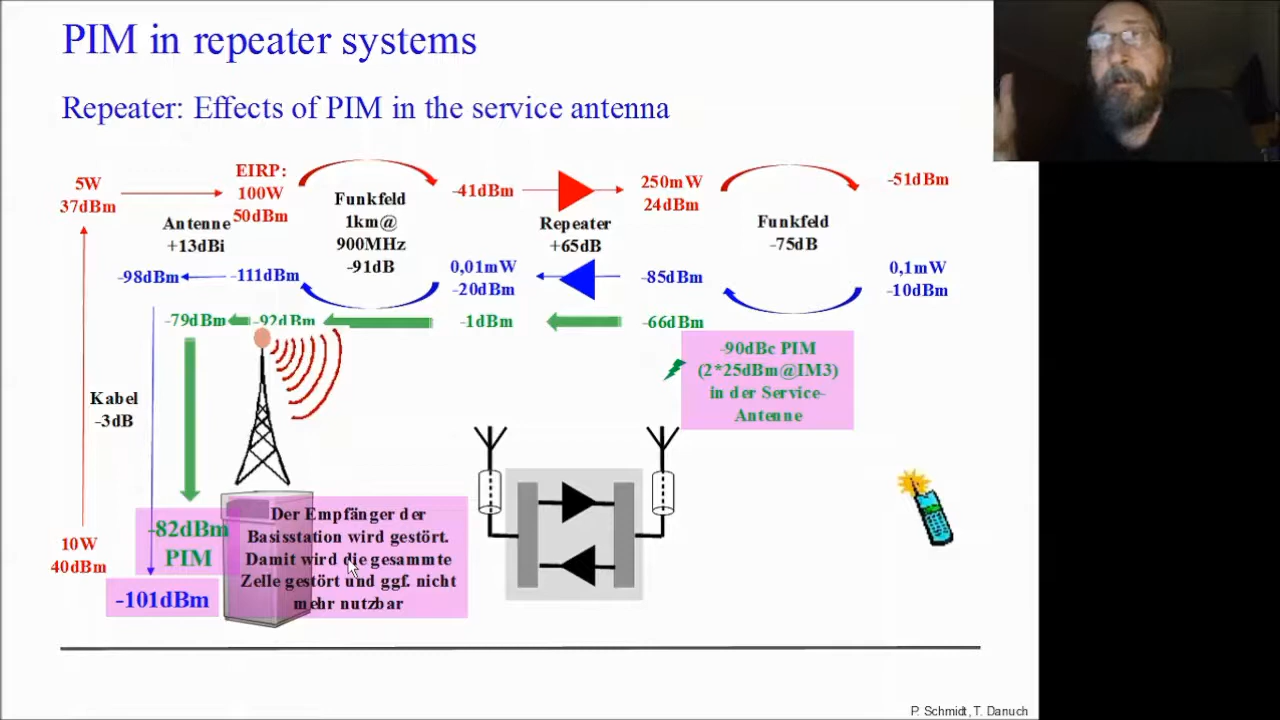 PIM in repeater systems
Repeater: Effects of PIM in the service antenna
5W
37dBm
EIRP:
100W
50dBm
Antenne
+13dBi
Funkfeld
1km@
900MHz
-91dB
-41dBm
Repeater
+65dB
250mW
24dBm
Funkfeld
-75dB
-51dBm
-98dBm
-111dBm
0,01mW
-20dBm
-85dBm
0,1mW
-10dBm
-79dBm
-92dBm
-1dBm
-66dBm
-90dBc PIM
(2*25dBm@IM3)
in der Service-
Antenne
Kabel
-3dB
10W
40dBm
-82dBm
PIM
-101dBm
Der Empfänger der
Basisstation wird gestört.
Damit wird die gesammte
Zelle gestört und ggf. nicht
mehr nutzbar
P. Schmidt, T. Danuch